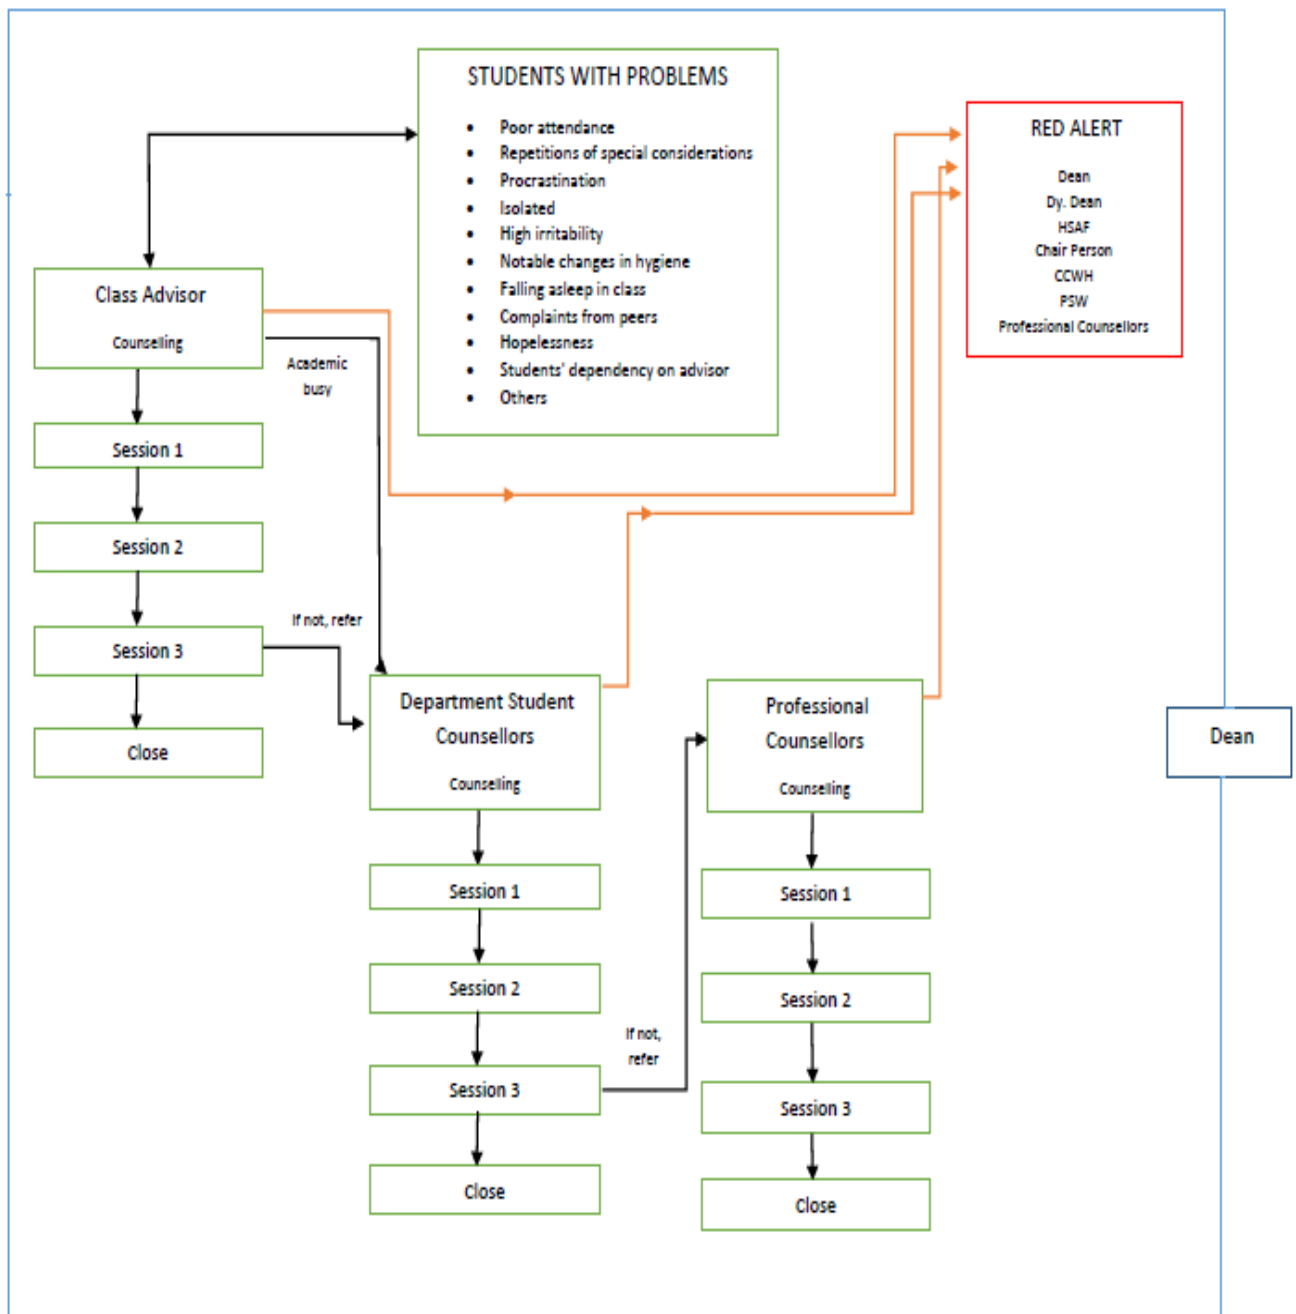 STUDENTS WITH PROBLEMS
• Poor attendance
• Repetitions of special considerations
• Procrastination
• Isolated
• High irritability
• Notable changes in hygiene
• Falling asleep in class
• Complaints from peers
• Hopelessness
• Students' dependency on advisor
• Others
RED ALERT
Dean
Dy. Dean
HSAF
Chair Person
CCWH
PSW
Professional Counsellors
Class Advisor
Counselling
Academic
busy
Session 1
Session 2
Session 3
If not, refer
Close
Department Student
Counsellors
Counselling
Session 1
Session 2
Session 3
If not,
refer
Close
Professional
Counsellors
Counselling
Session 1
Session 2
Session 3
Close
Dean